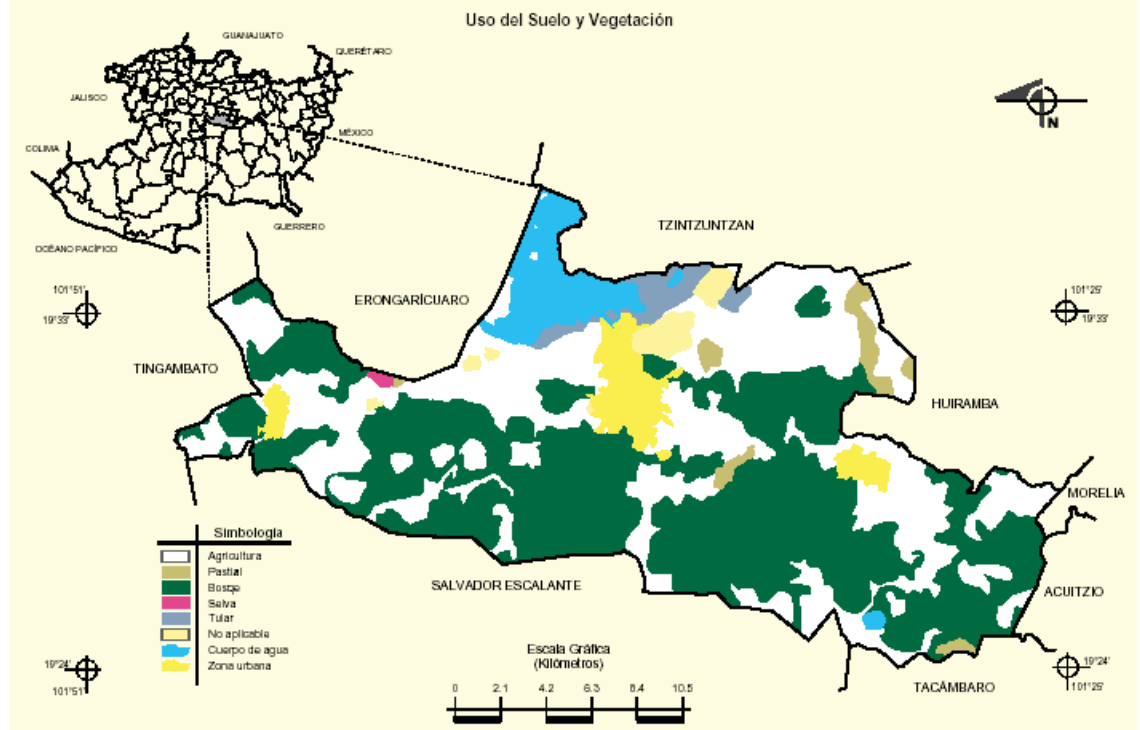 Uso del Suelo y Vegetación
GUANAJUATO
QUERÉTARO
JALISCO
MÉXICO
COLIMA
GUERRERO
OCÉANO PACÍFICO
N
TZINTZUNTZAN
ERONGARÍCUARO
101°51'
19°33'
101°25'
19°33'
TINGAMBATO
HUIRAMBA
MORELIA
SALVADOR ESCALANTE
ACUITZIO
TACÁMBARO
Simbología
Agricultura
Pastial
Bosqe
Selva
Tular
No aplicable
Cuerpo de agua
Zona urbana
Escala Gráfica
(Kilómetros)
0 2.1 4.2 6.3 8.4 10.5
19°24'
101°51'
19°24'
101°25'